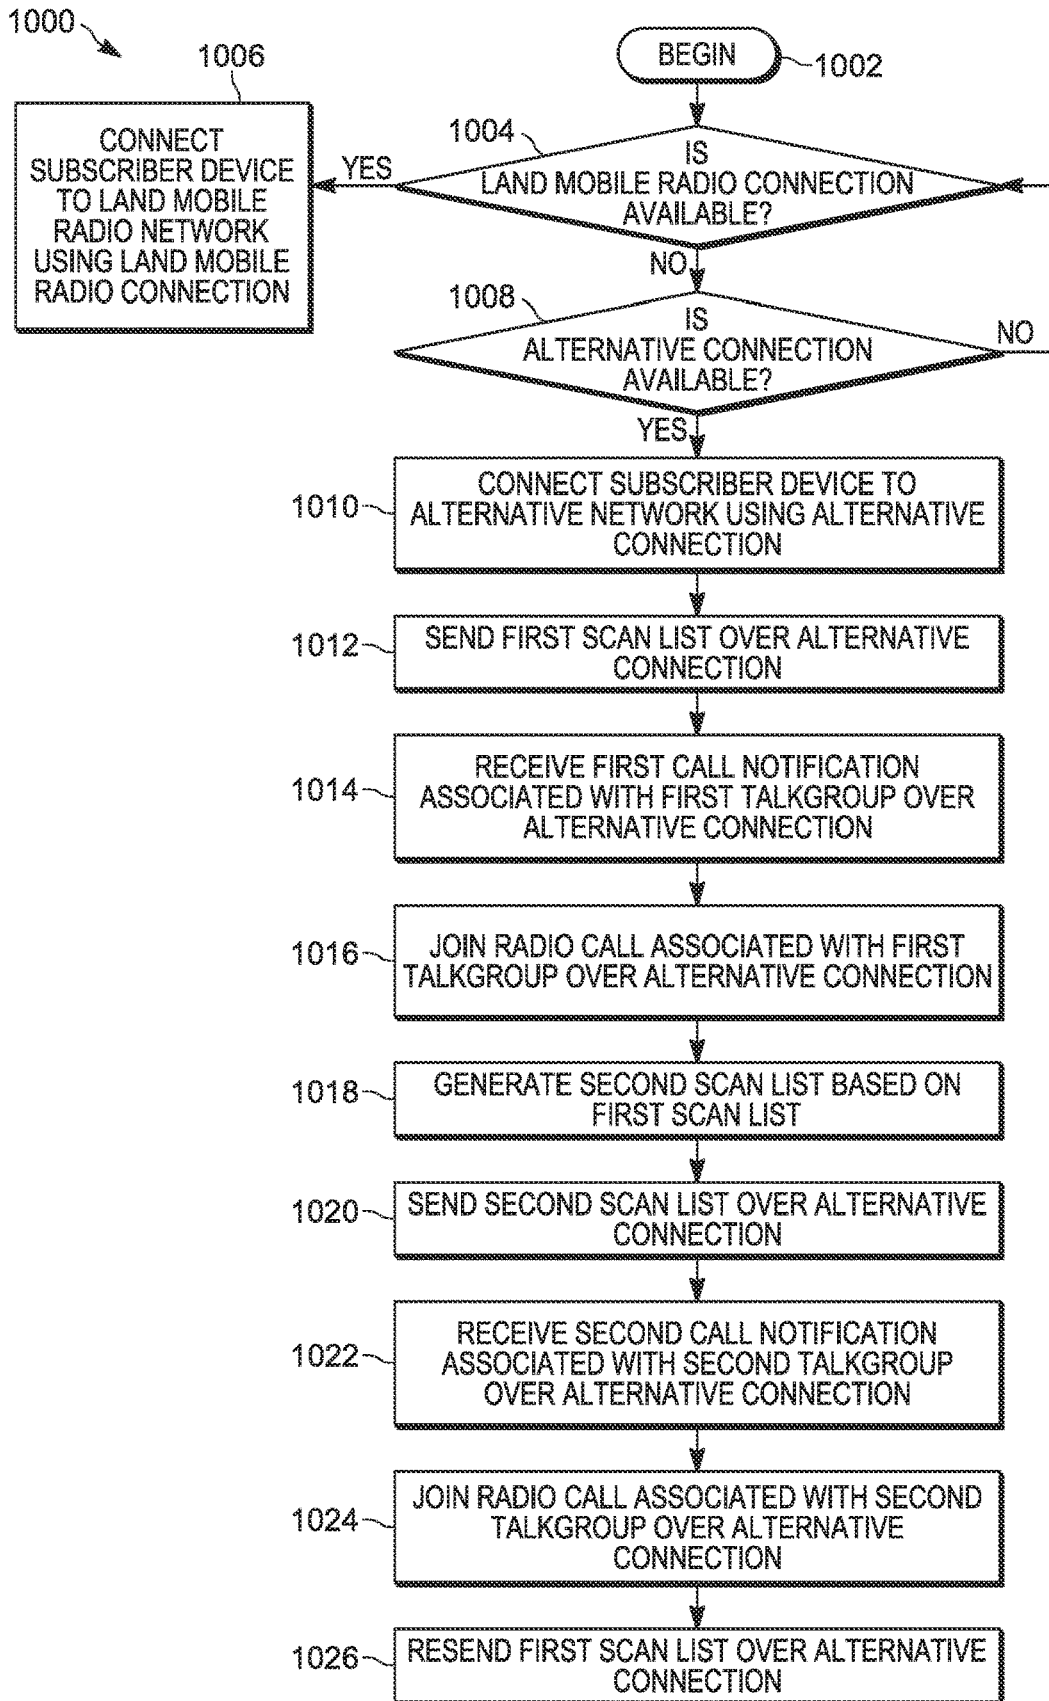 1000
1006
CONNECT
SUBSCRIBER DEVICE
TO LAND MOBILE
RADIO NETWORK
USING LAND MOBILE
RADIO CONNECTION
BEGIN
1002
1004
IS
LAND MOBILE RADIO CONNECTION
AVAILABLE?
YES
NO
1008
IS
ALTERNATIVE CONNECTION
AVAILABLE?
NO
YES
1010
CONNECT SUBSCRIBER DEVICE TO
ALTERNATIVE NETWORK USING ALTERNATIVE
CONNECTION
1012
SEND FIRST SCAN LIST OVER ALTERNATIVE
CONNECTION
1014
RECEIVE FIRST CALL NOTIFICATION
ASSOCIATED WITH FIRST TALKGROUP OVER
ALTERNATIVE CONNECTION
1016
JOIN RADIO CALL ASSOCIATED WITH FIRST
TALKGROUP OVER ALTERNATIVE CONNECTION
1018
GENERATE SECOND SCAN LIST BASED ON
FIRST SCAN LIST
1020
SEND SECOND SCAN LIST OVER ALTERNATIVE
CONNECTION
1022
RECEIVE SECOND CALL NOTIFICATION
ASSOCIATED WITH SECOND TALKGROUP
OVER ALTERNATIVE CONNECTION
1024
JOIN RADIO CALL ASSOCIATED WITH SECOND
TALKGROUP OVER ALTERNATIVE
CONNECTION
1026
RESEND FIRST SCAN LIST OVER ALTERNATIVE
CONNECTION